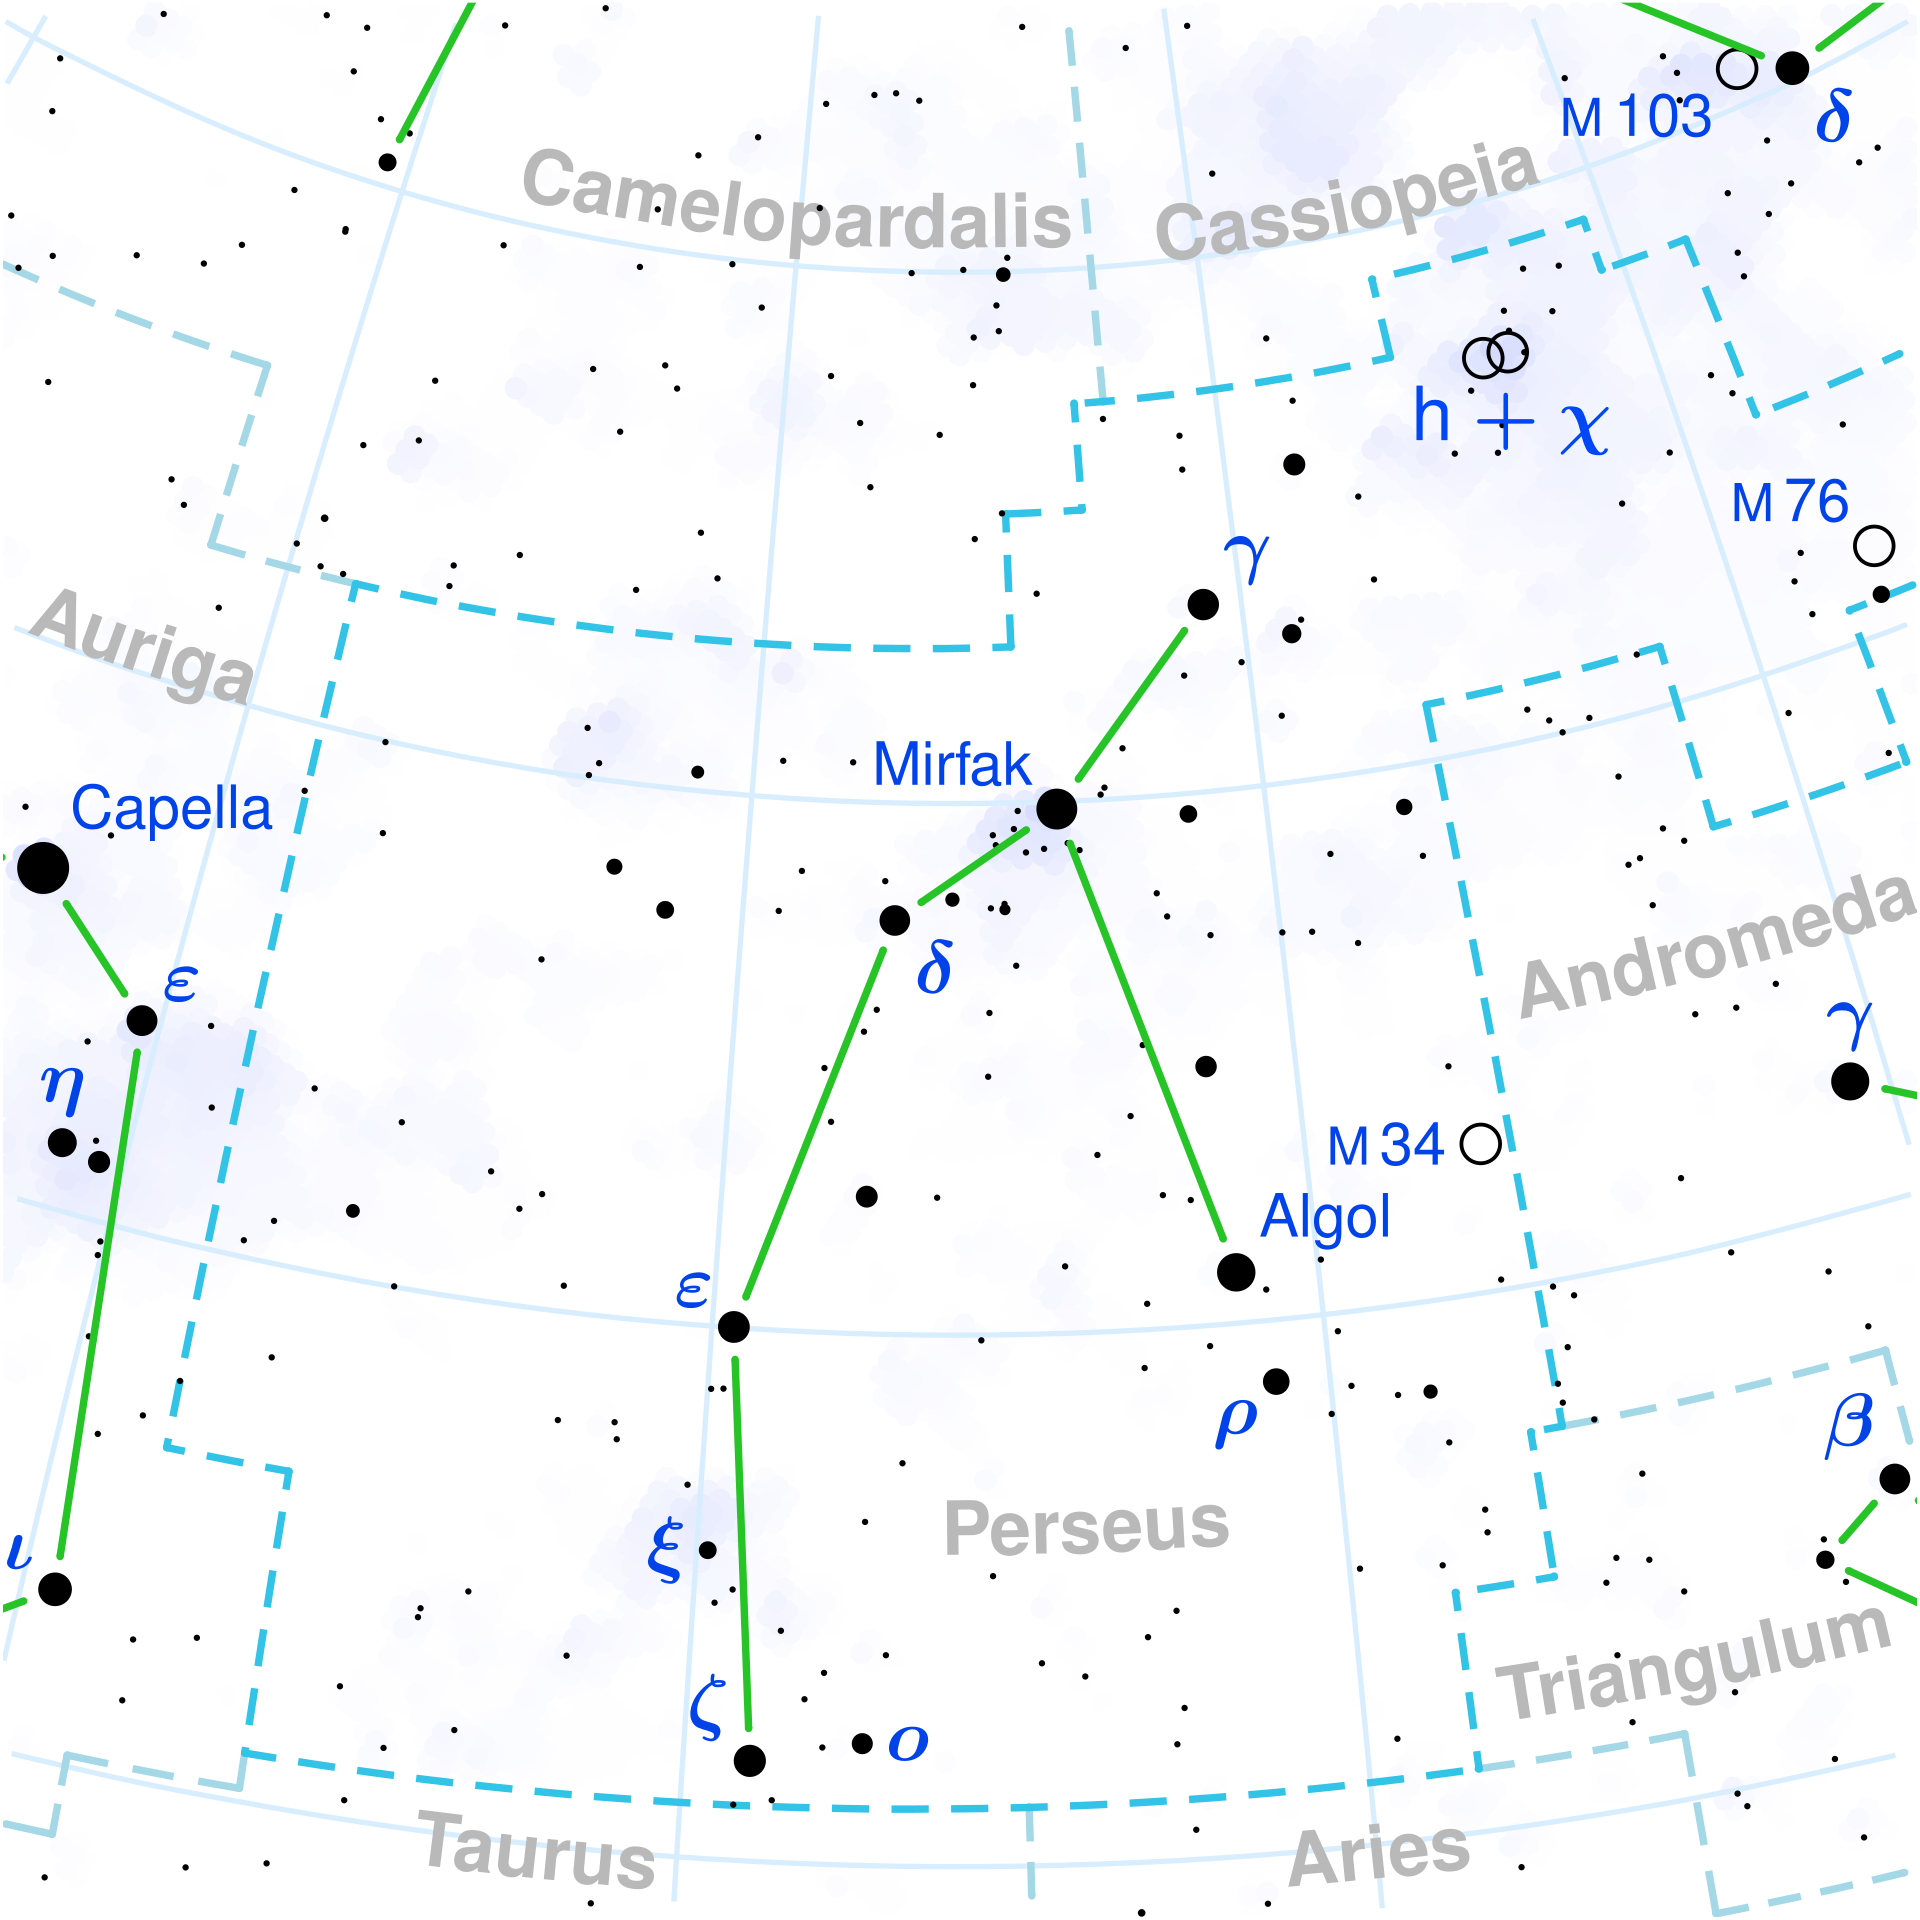 M 103
δ
Camelopardalis
Cassiopeia
h + χ
M 76
γ
Auriga
Mirfak
Capella
δ
Andromeda
ε
γ
η
M 34
Algol
ε
ρ
β
Perseus
ξ
ι
Triangulum
ζ
ο
Taurus
Aries